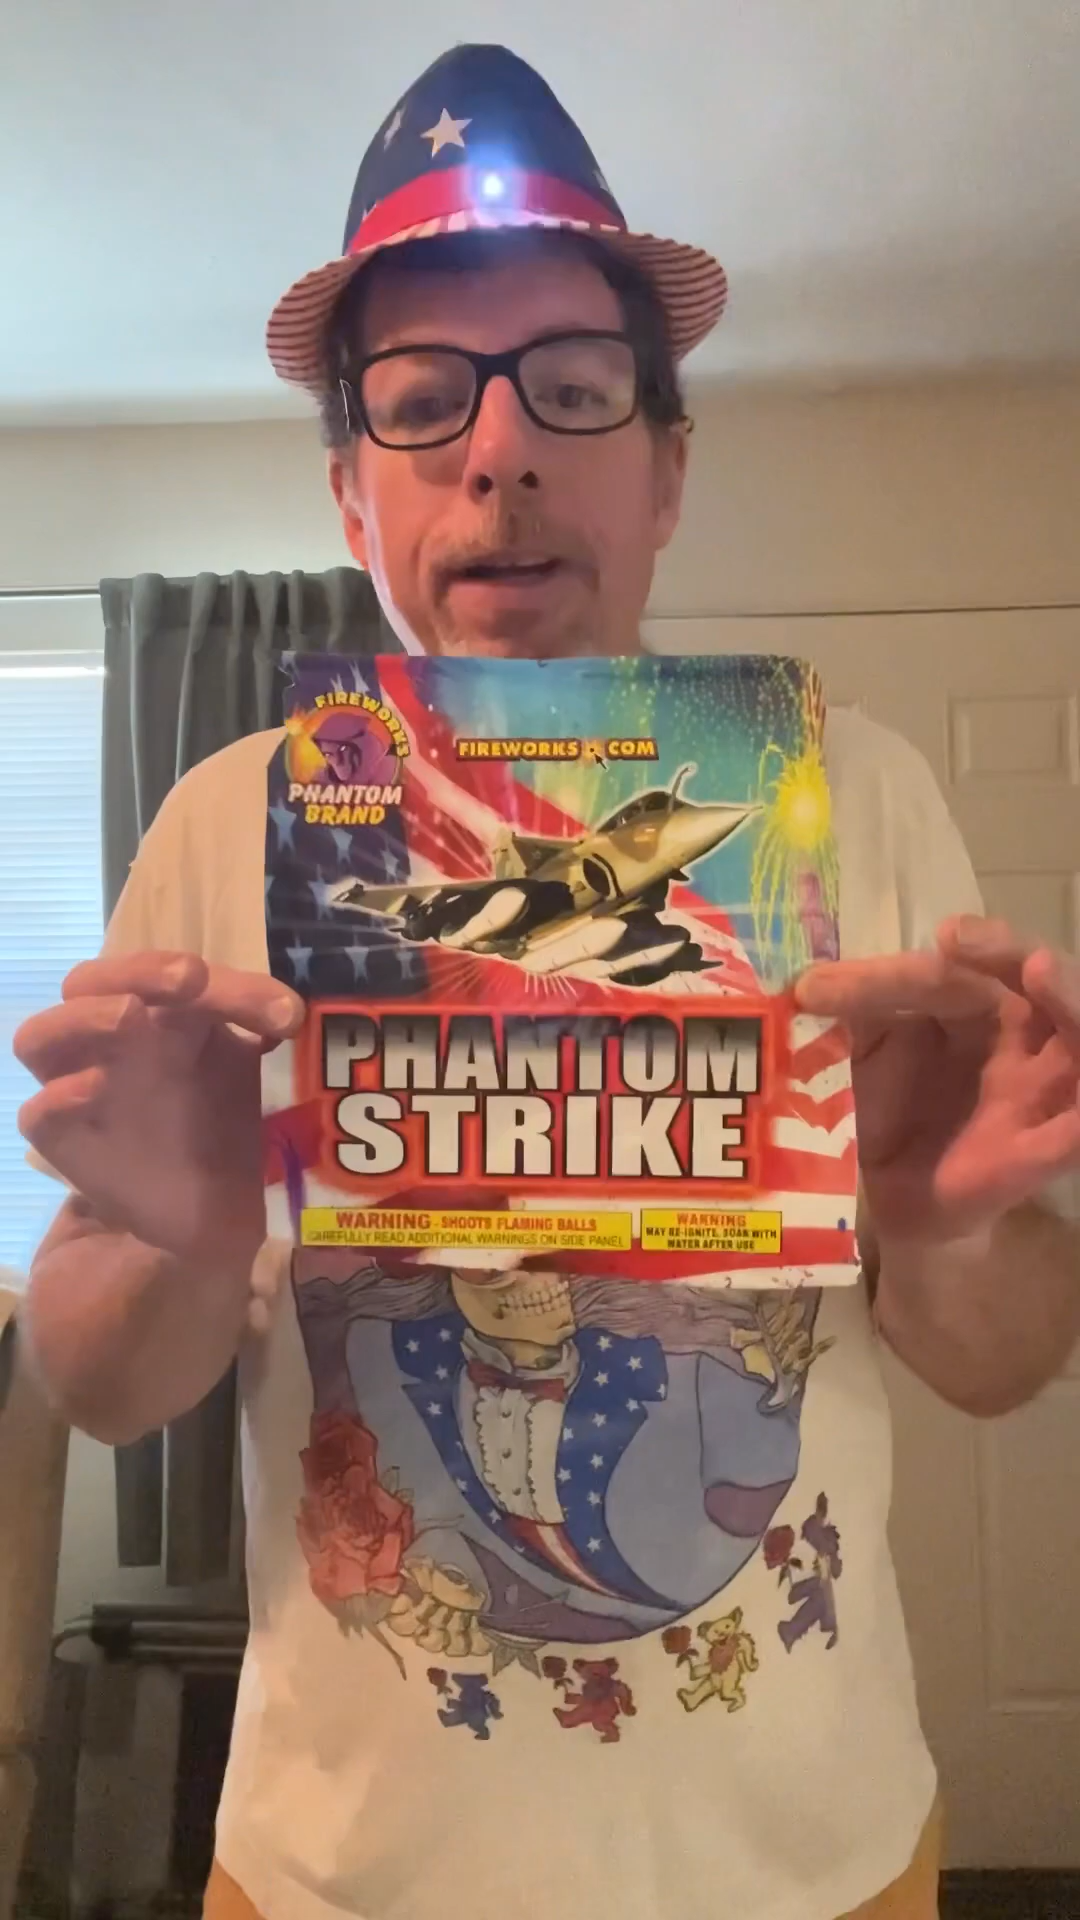 FIREWORKS
PHANTOM
BRAND
FIREWORKS.COM
PHANTOM
STRIKE
WARNING - SHOOTS FLAMING BALLS
CAREFULLY READ ADDITIONAL WARNINGS ON SIDE PANEL
WARNING
MAY RE-IGNITE. SOAK WITH
WATER AFTER USE